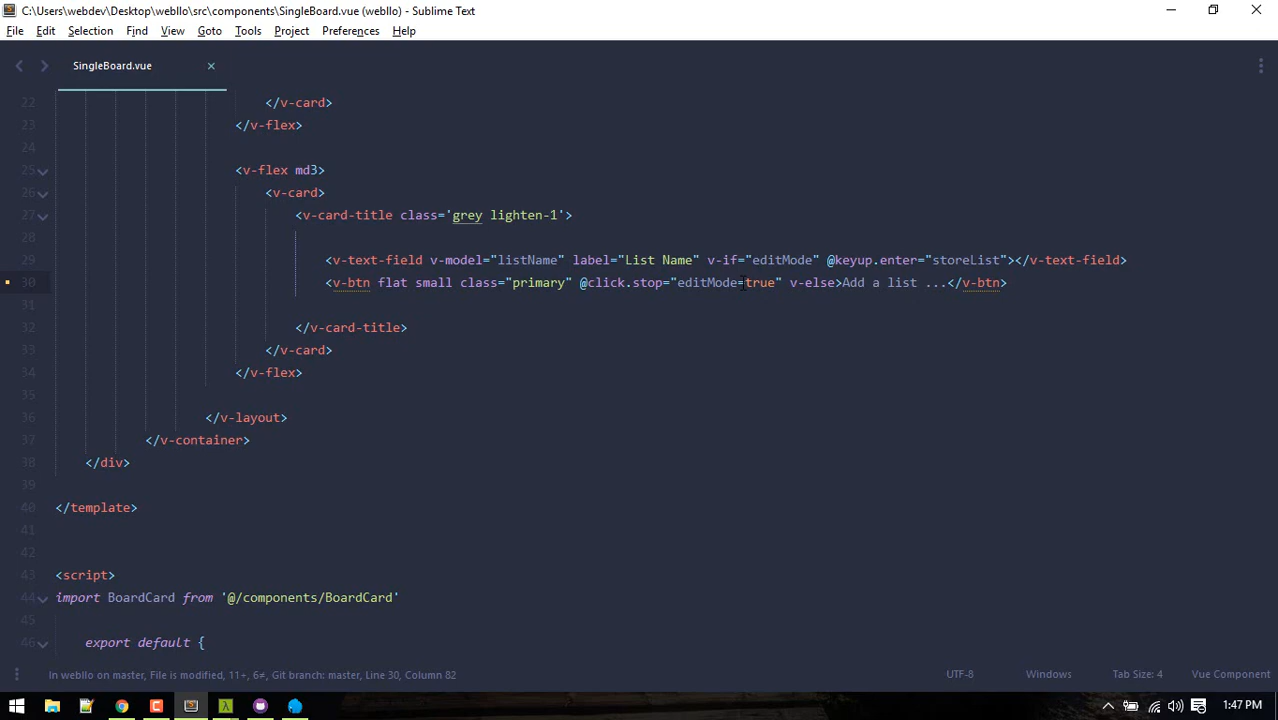 C:\Users\webdev\Desktop\webllo\src\components\SingleBoard.vue (webllo) - Sublime Text
File Edit Selection Find View Goto Tools Project Preferences Help
SingleBoard.vue
22 </v-card>
23 </v-flex>
24
25 <v-flex md3>
26 <v-card>
27 <v-card-title class='grey lighten-1'>
28
29 <v-text-field v-model="listName" label="List Name" v-if="editMode" @keyup.enter="storeList"></v-text-field>
30 <v-btn flat small class="primary" @click.stop="editMode=true" v-else>Add a list ...</v-btn>
31
32 </v-card-title>
33 </v-card>
34 </v-flex>
35
36 </v-layout>
37 </v-container>
38 </div>
39
40 </template>
41
42
43 <script>
44 import BoardCard from '@/components/BoardCard'
45
46 export default {
In webllo on master, File is modified, 11+, 6≠, Git branch: master, Line 30, Column 82 UTF-8 Windows Tab Size: 4 Vue Component
1:47 PM